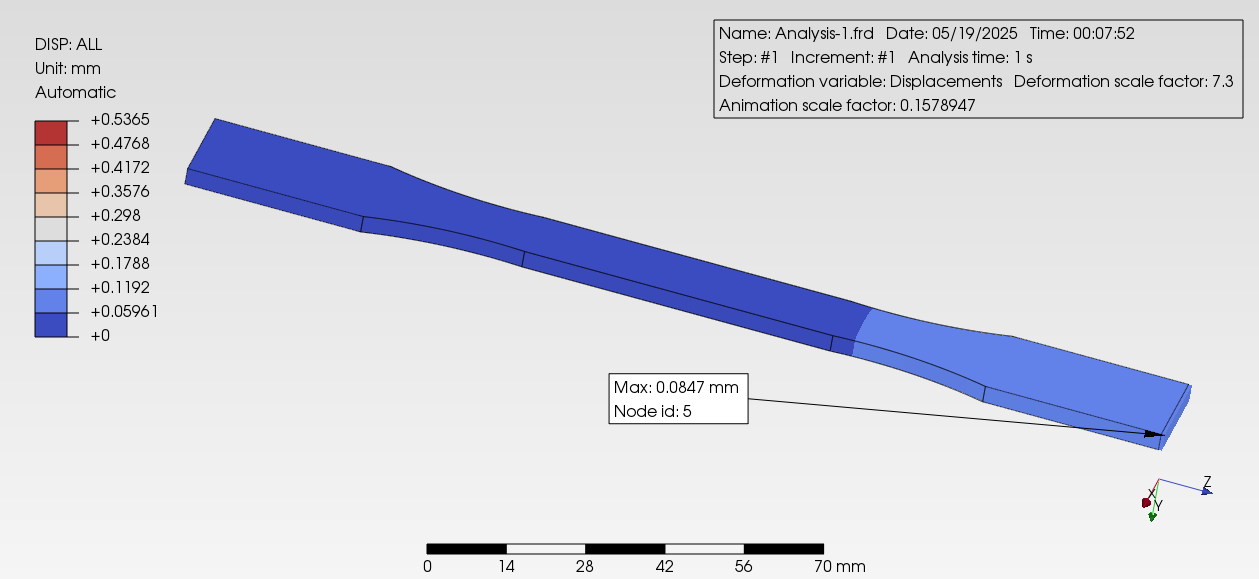 DISP: ALL
Unit: mm
Automatic
+0.5365
+0.4768
+0.4172
+0.3576
+0.298
+0.2384
+0.1788
+0.1192
+0.05961
+0
Name: Analysis-1.frd Date: 05/19/2025 Time: 00:07:52
Step: #1 Increment: #1 Analysis time: 1 s
Deformation variable: Displacements Deformation scale factor: 7.3
Animation scale factor: 0.1578947
Max: 0.0847 mm
Node id: 5
Z
X
Y
0 14 28 42 56 70 mm